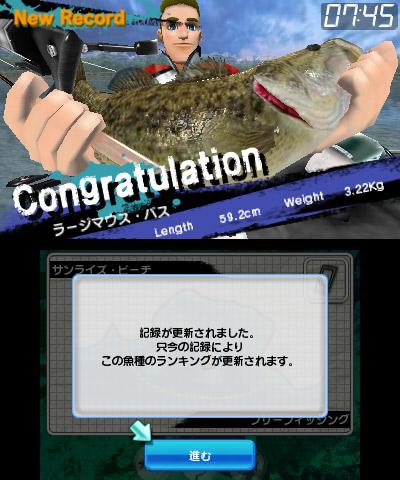 New Record
07:45
Congratulation
ラージマウス・バス
Length 59.2cm Weight 3.22Kg
サンライズ・ビーチ
記録が更新されました。
只今の記録により
この魚種のランキングが更新されます。
フリーフィッシング
進む